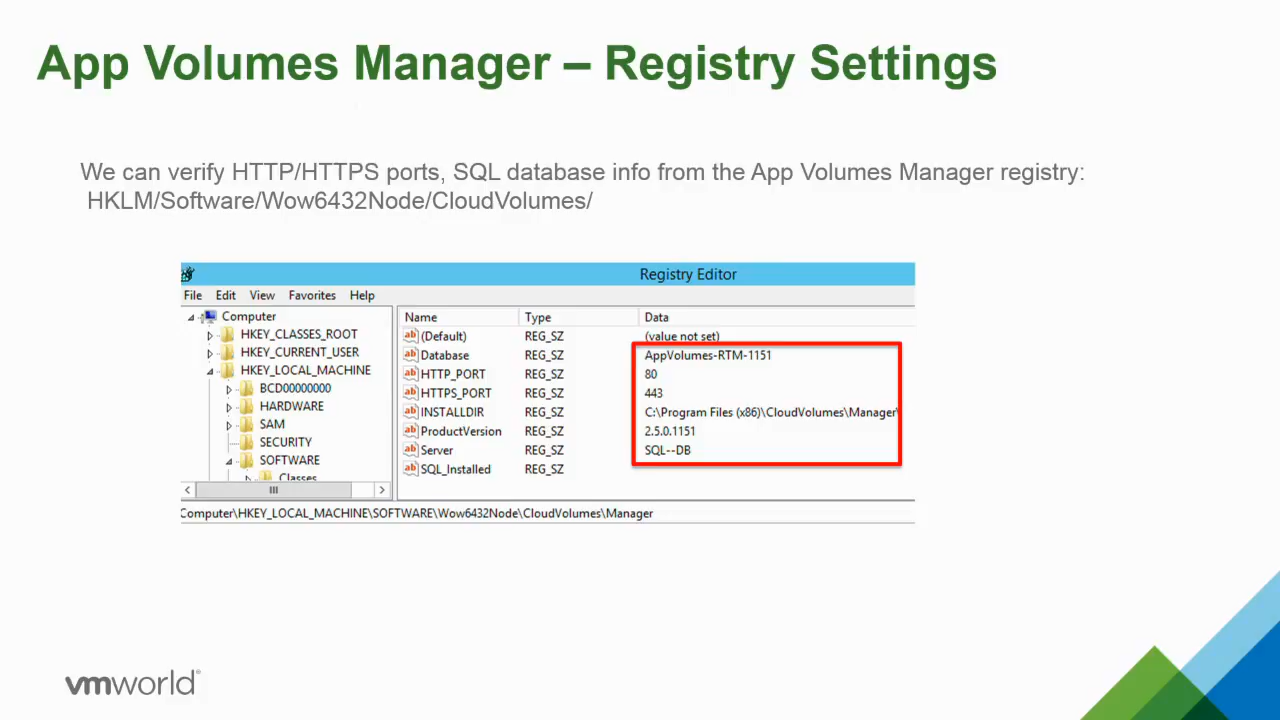 App Volumes Manager – Registry Settings
We can verify HTTP/HTTPS ports, SQL database info from the App Volumes Manager registry:
HKLM/Software/Wow6432Node/CloudVolumes/
Registry Editor
File Edit View Favorites Help
Computer
HKEY_CLASSES_ROOT
HKEY_CURRENT_USER
HKEY_LOCAL_MACHINE
BCD00000000
HARDWARE
SAM
SECURITY
SOFTWARE
Classes
Name Type Data
(Default) REG_SZ (value not set)
Database REG_SZ AppVolumes-RTM-1151
HTTP_PORT REG_SZ 80
HTTPS_PORT REG_SZ 443
INSTALLDIR REG_SZ C:\Program Files (x86)\CloudVolumes\Manager\
ProductVersion REG_SZ 2.5.0.1151
Server REG_SZ SQL--DB
SQL_Installed REG_SZ
Computer\HKEY_LOCAL_MACHINE\SOFTWARE\Wow6432Node\CloudVolumes\Manager
vmworld®